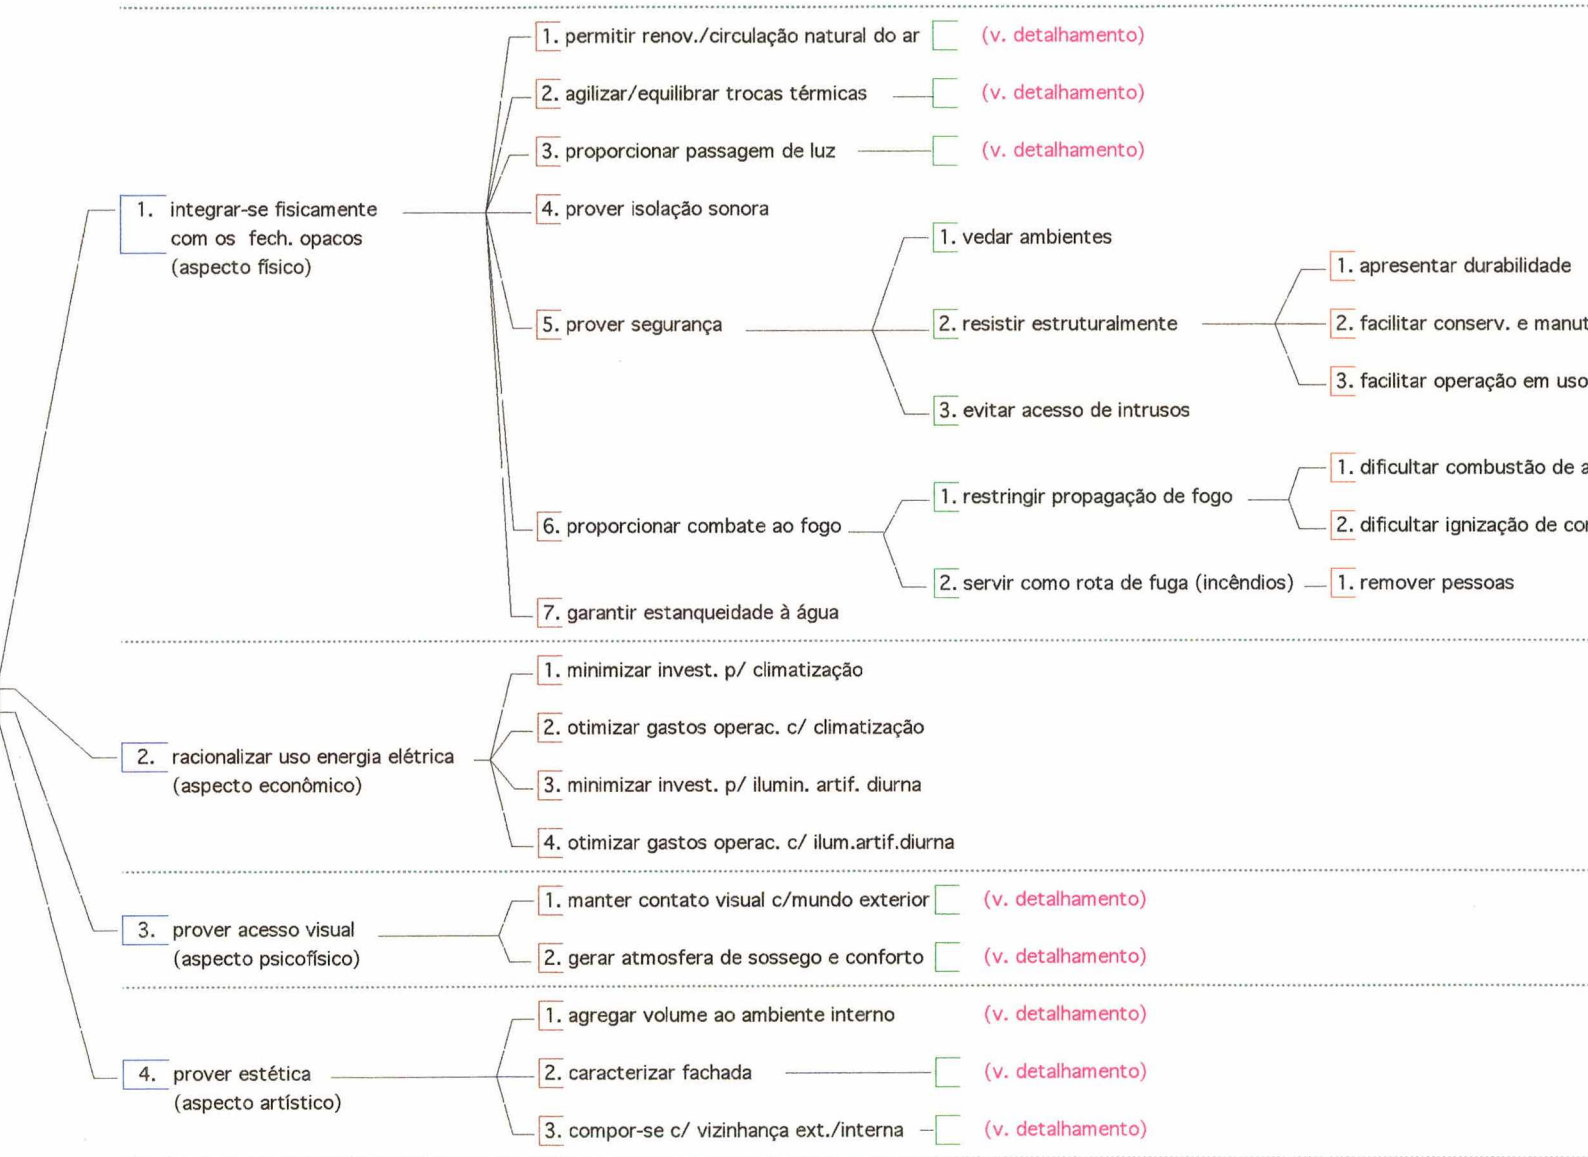 1. permitir renov./circulação natural do ar (v. detalhamento)
2. agilizar/equilibrar trocas térmicas (v. detalhamento)
3. proporcionar passagem de luz (v. detalhamento)
1. integrar-se fisicamente
com os fech. opacos
(aspecto físico)
4. prover isolação sonora
1. vedar ambientes
1. apresentar durabilidade
5. prover segurança
2. resistir estruturalmente
2. facilitar conserv. e manut
3. facilitar operação em uso
3. evitar acesso de intrusos
1. dificultar combustão de a
1. restringir propagação de fogo
6. proporcionar combate ao fogo
2. dificultar ignização de co
2. servir como rota de fuga (incêndios)
1. remover pessoas
7. garantir estanqueidade à água
1. minimizar invest. p/ climatização
2. otimizar gastos operac. c/ climatização
2. racionalizar uso energia elétrica
(aspecto econômico)
3. minimizar invest. p/ ilumin. artif. diurna
4. otimizar gastos operac. c/ ilum.artif.diurna
1. manter contato visual c/mundo exterior (v. detalhamento)
3. prover acesso visual
(aspecto psicofísico)
2. gerar atmosfera de sossego e conforto (v. detalhamento)
1. agregar volume ao ambiente interno (v. detalhamento)
4. prover estética
(aspecto artístico)
2. caracterizar fachada (v. detalhamento)
3. compor-se c/ vizinhança ext./interna (v. detalhamento)